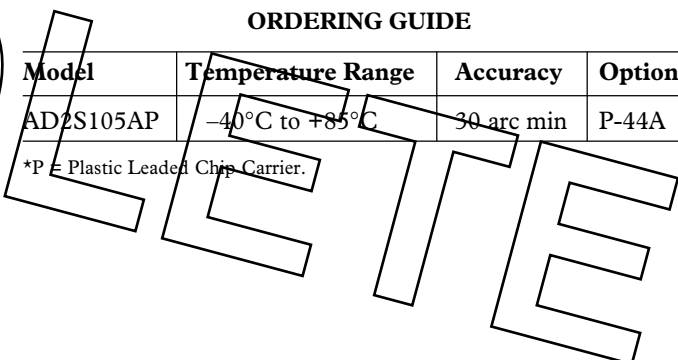 ORDERING GUIDE
Model Temperature Range Accuracy Option
AD2S105AP –40°C to +85°C 30 arc min P-44A
*P = Plastic Leaded Chip Carrier.
LETE